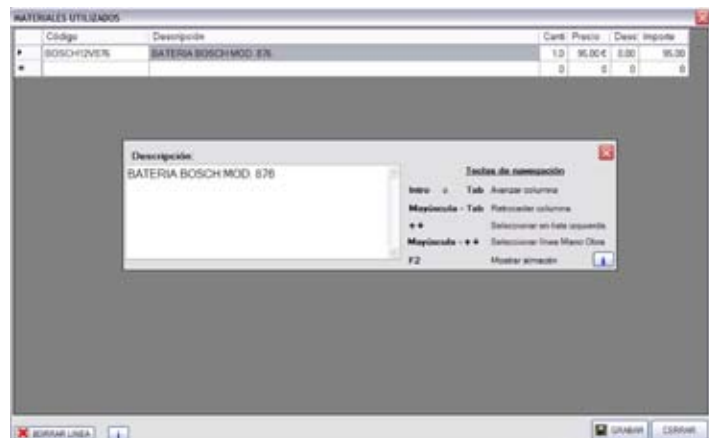 MATERIALES UTILIZADOS
Código Descripción Canti Precio Desc Importe
BOSCH12V876 BATERIA BOSCH MOD. 876 1.0 95.00 € 0.00 95.00
0 0 0 0
Descripción:
BATERIA BOSCH MOD. 876
Teclas de navegación
Intro o Tab Avanzar columna
Mayúscula - Tab Retroceder columna
Seleccionar en lista izquierda
Mayúscula - Seleccionar línea Mano Obra
F2 Mostrar almacén
BORRAR LINEA
GRABAR CERRAR